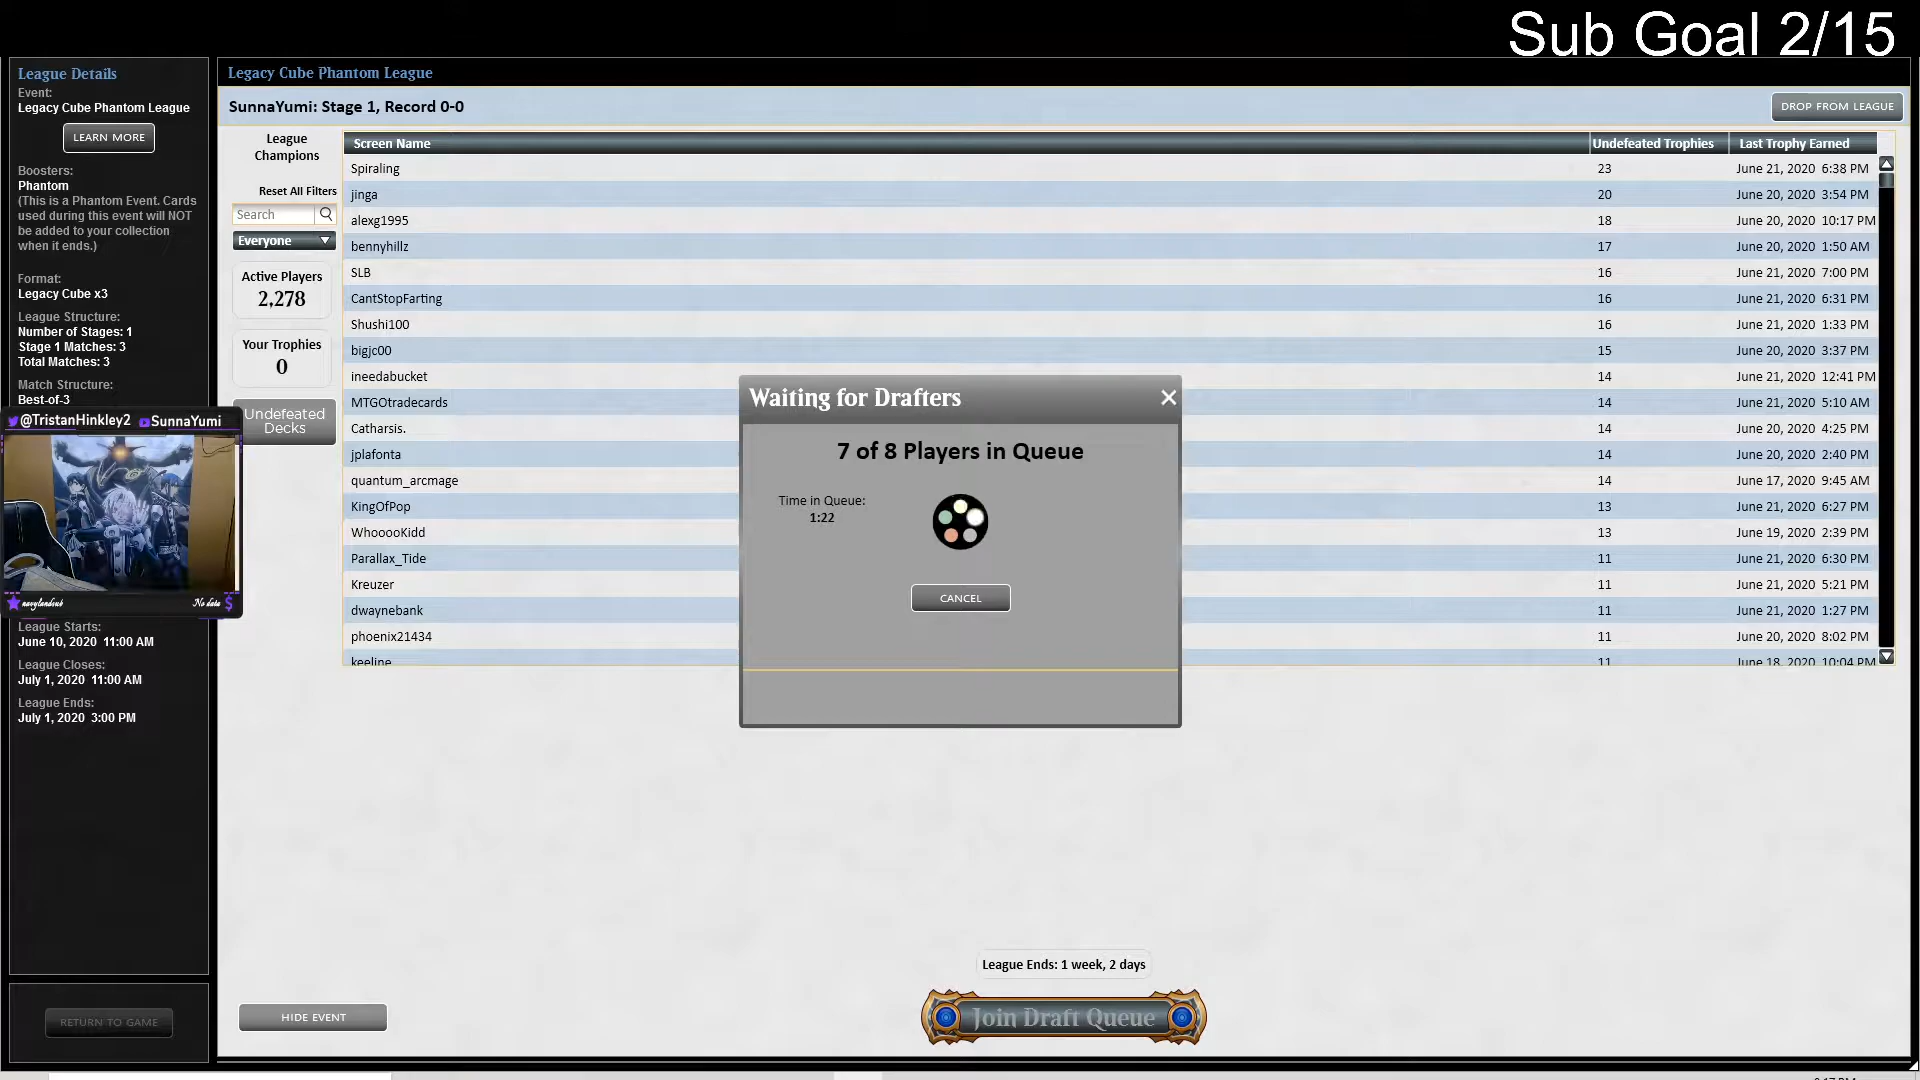 Sub Goal 2/15
League Details
Event:
Legacy Cube Phantom League
LEARN MORE
Boosters:
Phantom
(This is a Phantom Event. Cards
used during this event will NOT
be added to your collection
when it ends.)
Format:
Legacy Cube x3
League Structure:
Number of Stages: 1
Stage 1 Matches: 3
Total Matches: 3
Match Structure:
Best-of-3
@TristanHinkley2 SunnaYumi
navylandsub No data $
League Starts:
June 10, 2020 11:00 AM
League Closes:
July 1, 2020 11:00 AM
League Ends:
July 1, 2020 3:00 PM
RETURN TO GAME
Legacy Cube Phantom League
SunnaYumi: Stage 1, Record 0-0
DROP FROM LEAGUE
League
Champions
Reset All Filters
Search
Everyone
Active Players
2,278
Your Trophies
0
Undefeated
Decks
Screen Name Undefeated Trophies Last Trophy Earned
Spiraling 23 June 21, 2020 6:38 PM
jinga 20 June 21, 2020 3:54 PM
alexg1995 18 June 20, 2020 10:17 PM
bennyhillz 17 June 20, 2020 1:50 AM
SLB 16 June 21, 2020 7:00 PM
CantStopFarting 16 June 21, 2020 6:31 PM
Shushi100 16 June 21, 2020 1:33 PM
bigjc00 15 June 20, 2020 3:37 PM
ineedabucket 14 June 21, 2020 12:41 PM
MTGOtradecards 14 June 21, 2020 5:10 AM
Catharsis. 14 June 20, 2020 4:25 PM
jplafonta 14 June 20, 2020 2:40 PM
quantum_arcmage 14 June 17, 2020 9:45 AM
KingOfPop 13 June 21, 2020 6:27 PM
WhooooKidd 13 June 19, 2020 2:39 PM
Parallax_Tide 11 June 21, 2020 6:30 PM
Kreuzer 11 June 21, 2020 5:21 PM
dwaynebank 11 June 21, 2020 1:27 PM
phoenix21434 11 June 20, 2020 8:02 PM
keeline 11 June 18, 2020 10:04 PM
Waiting for Drafters
7 of 8 Players in Queue
Time in Queue:
1:22
CANCEL
League Ends: 1 week, 2 days
HIDE EVENT
Join Draft Queue